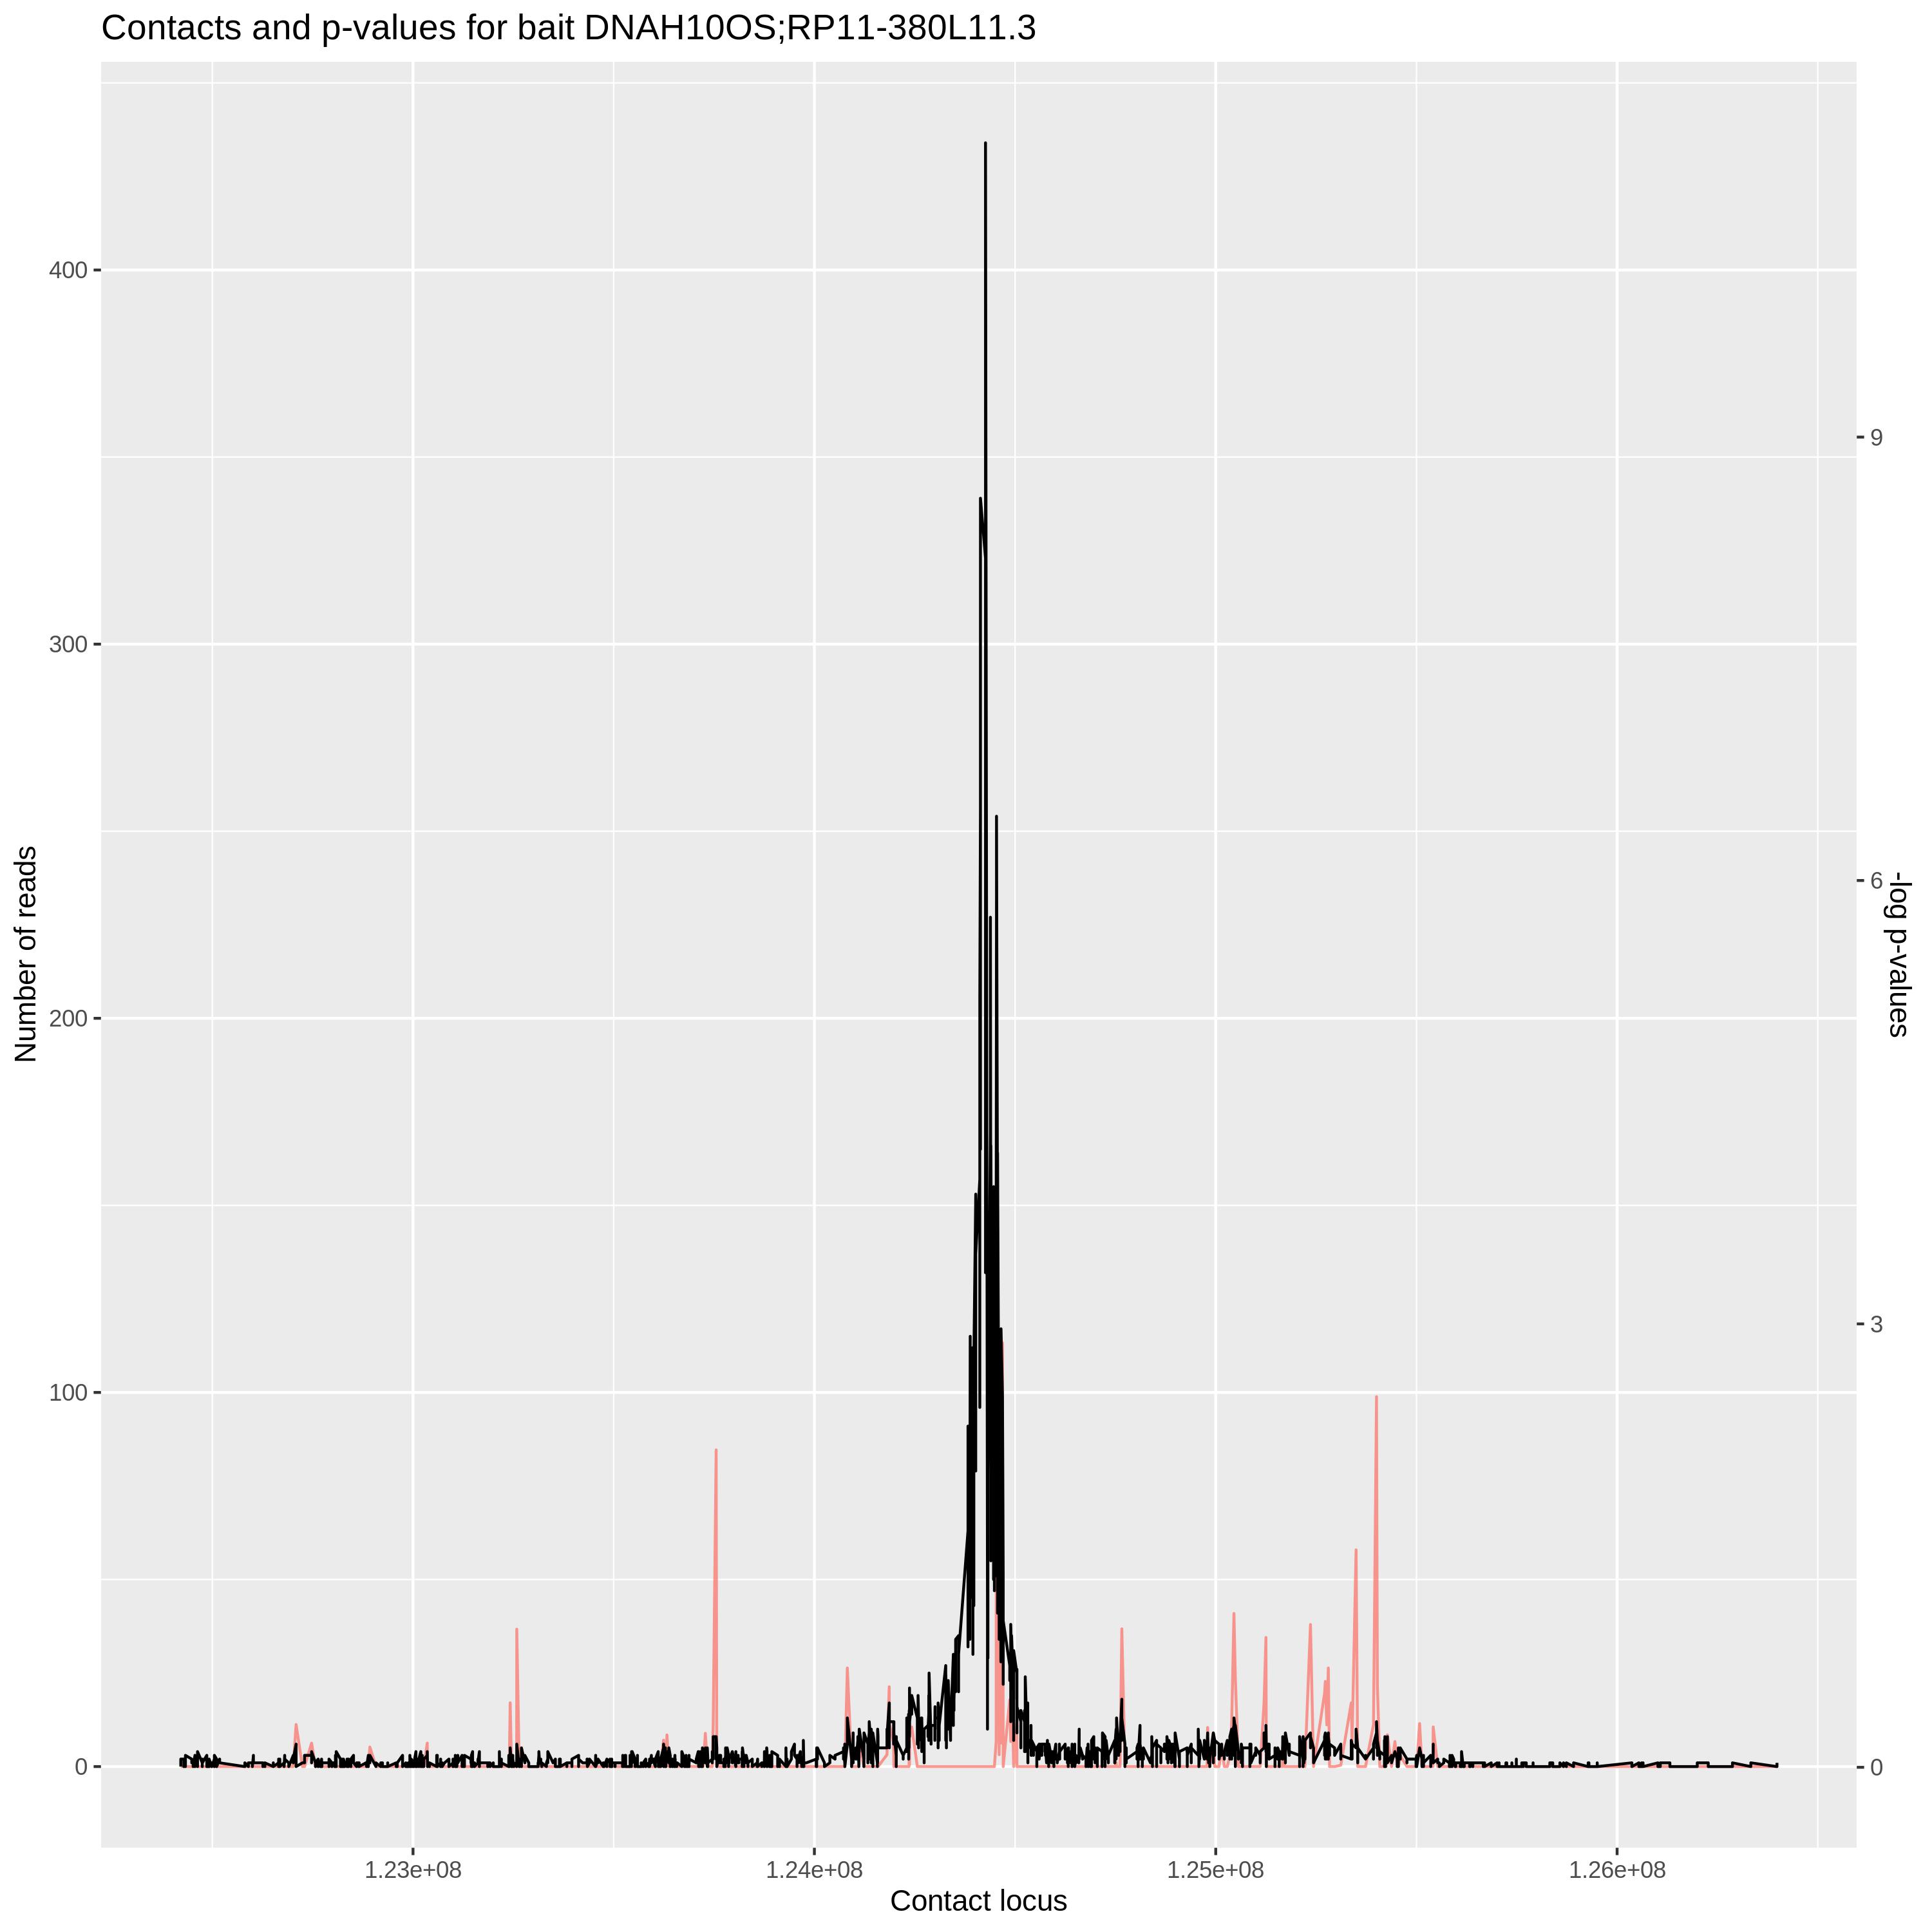 Contacts and p-values for bait DNAH10OS;RP11-380L11.3
Number of reads
400
300
200
100
0
9
6
3
0
-log p-values
1.23e+08
1.24e+08
1.25e+08
1.26e+08
Contact locus